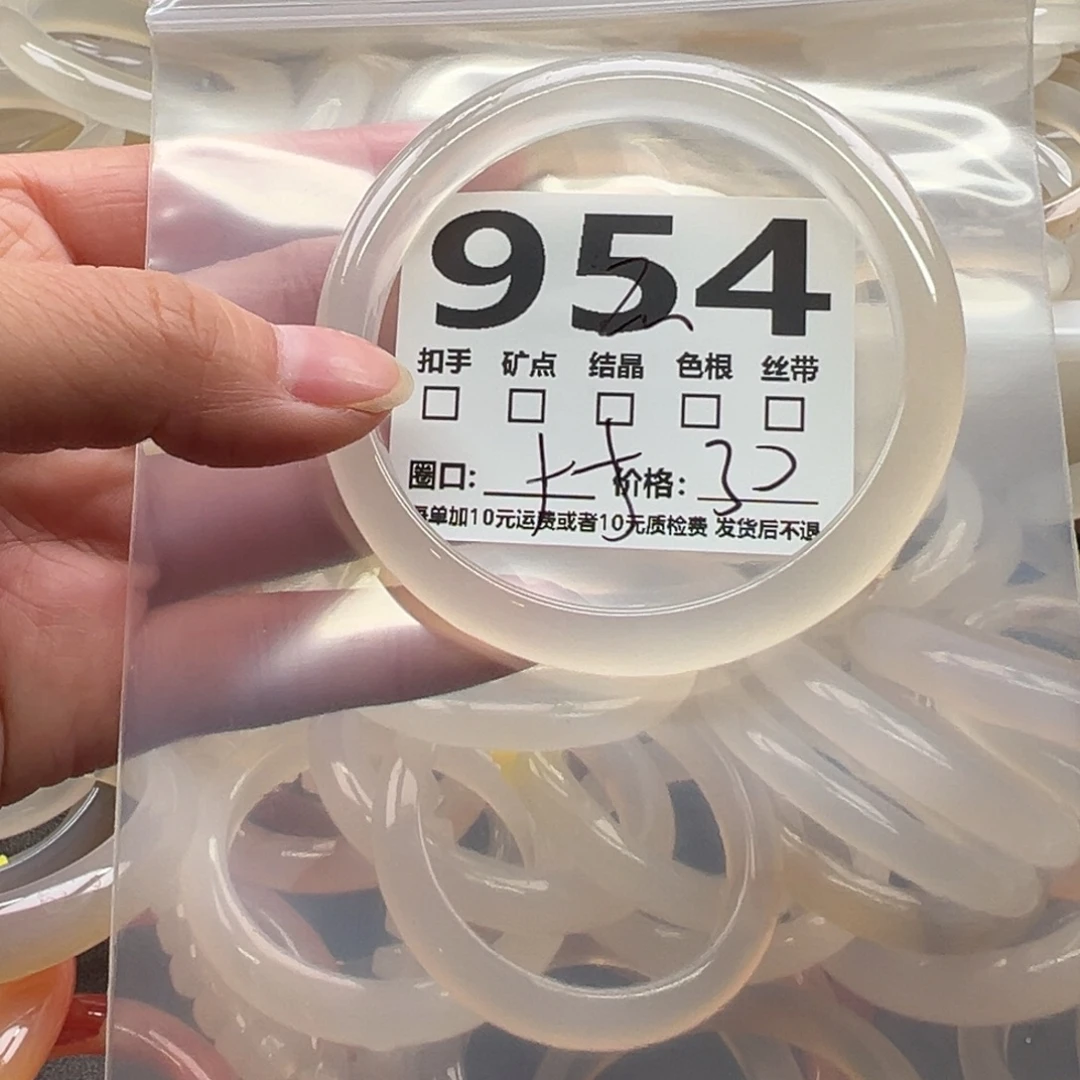 954
扣手 矿点 结晶 色根 丝带
圈口: 价格:
单加10元运费或者10元质检费 发货后不退